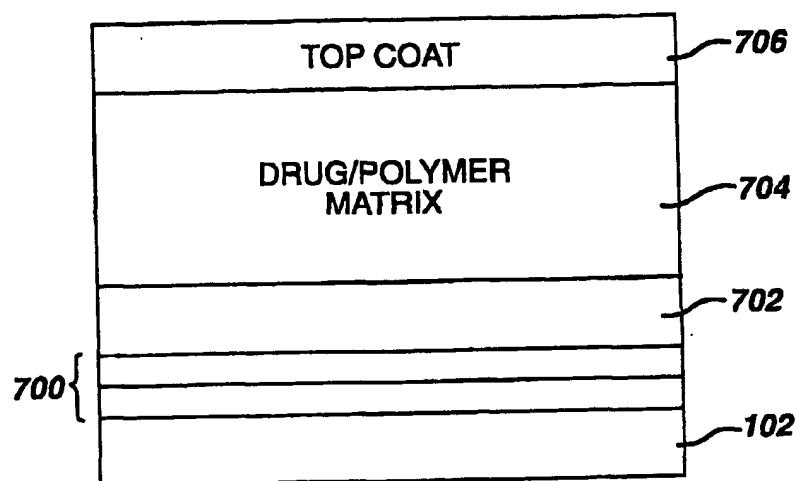 TOP COAT
706
DRUG/POLYMER
MATRIX
704
702
700
102